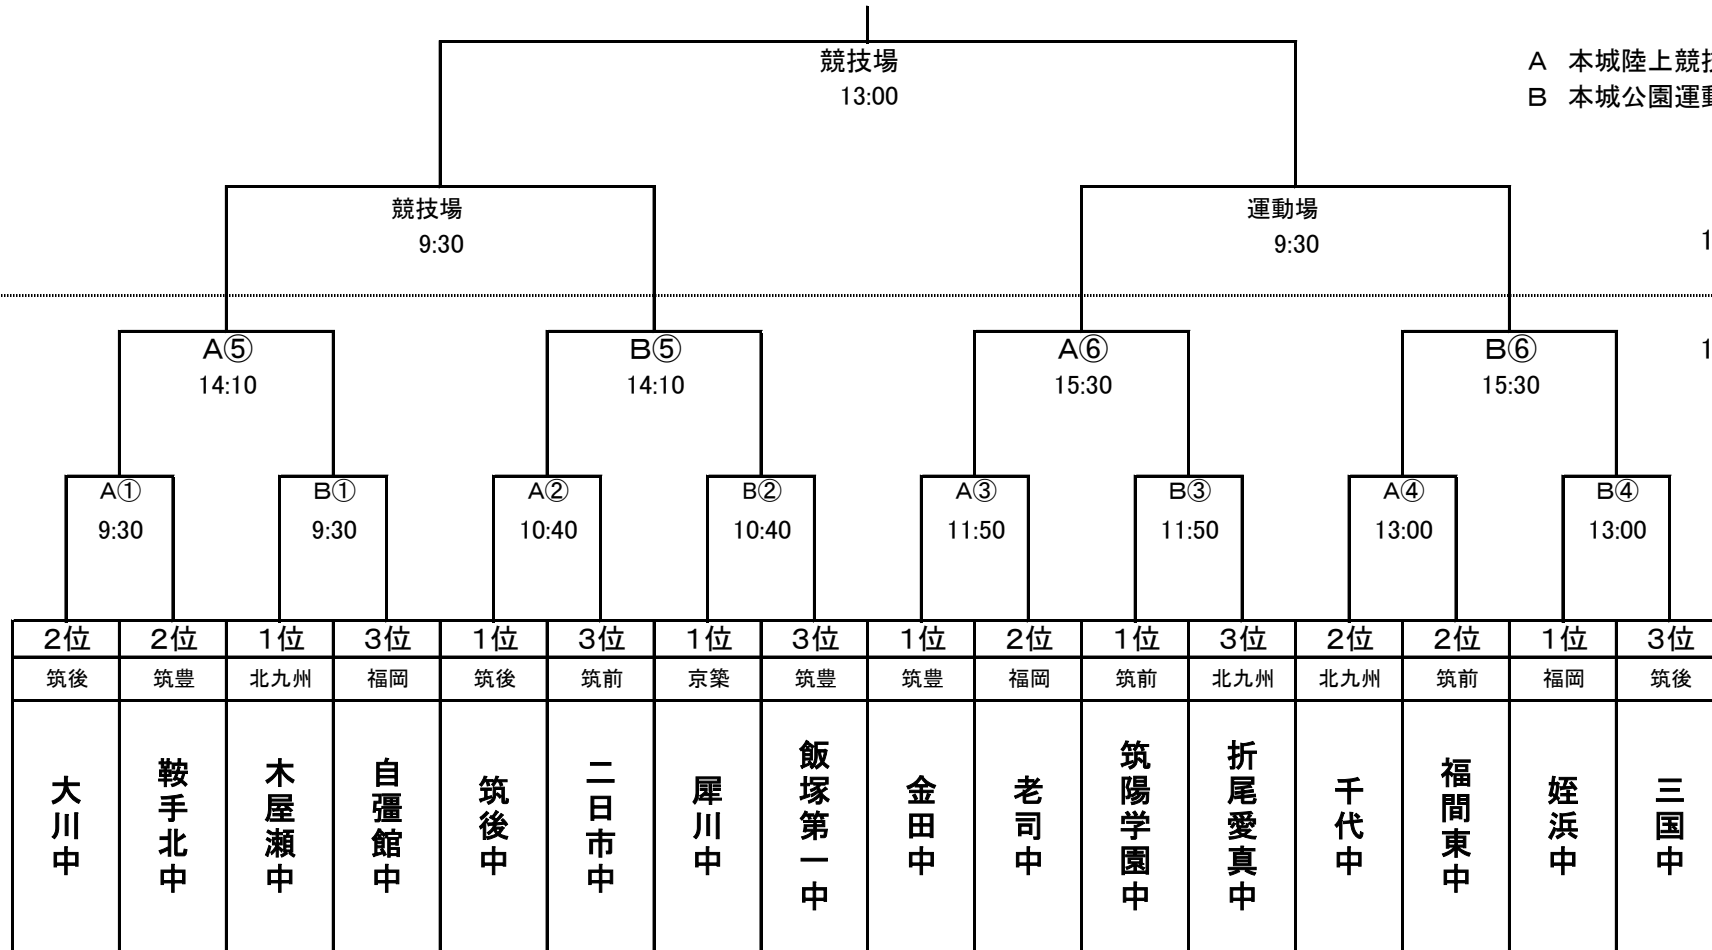 競技場
13:00
A 本城陸上競技
B 本城公園運動
競技場
9:30
運動場
9:30
1
A⑤
14:10
B⑤
14:10
A⑥
15:30
B⑥
15:30
1
A①
9:30
B①
9:30
A②
10:40
B②
10:40
A③
11:50
B③
11:50
A④
13:00
B④
13:00
2位 2位 1位 3位 1位 3位 1位 3位 1位 2位 1位 3位 2位 2位 1位 3位
筑後 筑豊 北九州 福岡 筑後 筑前 京築 筑豊 筑豊 福岡 筑前 北九州 北九州 筑前 福岡 筑後
大川中
鞍手北中
木屋瀬中
自彊館中
筑後中
二日市中
犀川中
飯塚第一中
金田中
老司中
筑陽学園中
折尾愛真中
千代中
福間東中
姪浜中
三国中